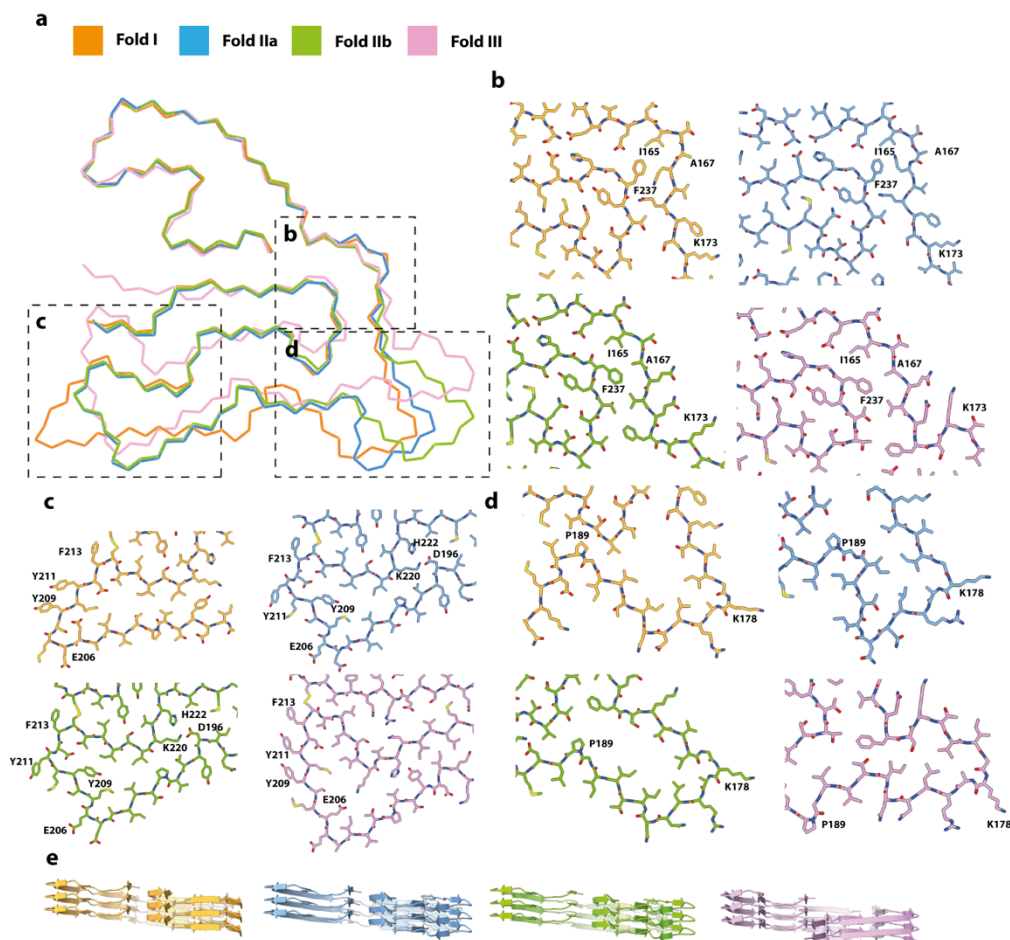 a
Fold I Fold IIa Fold IIb Fold III
b
c
d
b
I165
A167
F237
K173
I165
A167
F237
K173
I165
A167
F237
K173
I165
A167
F237
K173
c
F213
Y211
Y209
E206
H222
D196
F213
K220
Y209
Y211
E206
H222
F213
D196
K220
Y211
Y209
E206
F213
Y211
Y209
E206
d
P189
K178
P189
K178
P189
K178
P189
K178
e